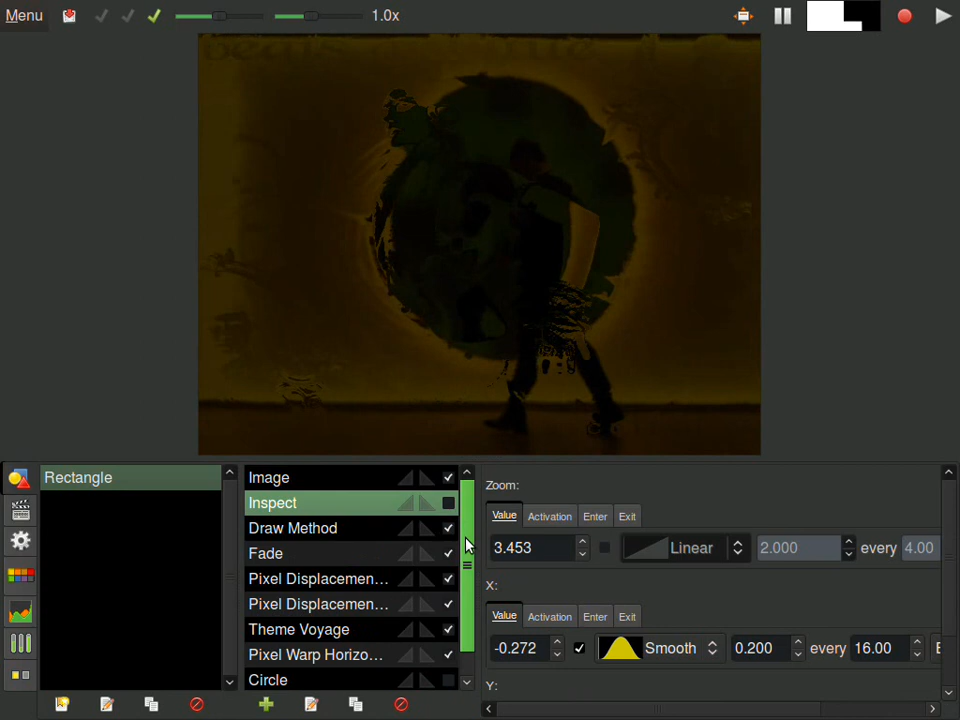 Menu 1.0x
Rectangle
Image
Inspect
Draw Method
Fade
Pixel Displacemen...
Pixel Displacemen...
Theme Voyage
Pixel Warp Horizo...
Circle
Zoom:
Value Activation Enter Exit
3.453 Linear 2.000 every 4.00
X:
Value Activation Enter Exit
-0.272 Smooth 0.200 every 16.00
Y: